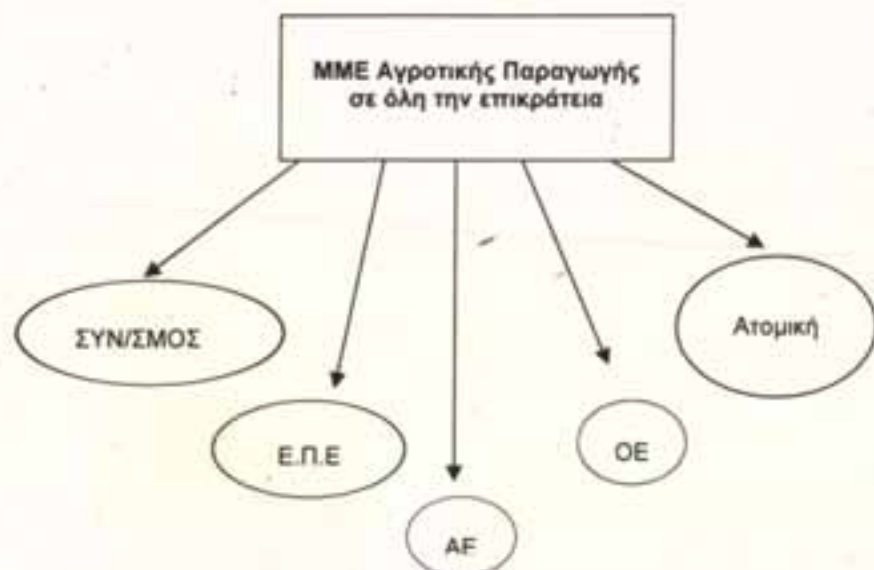 ΜΜΕ Αγροτικής Παραγωγής
σε όλη την επικράτεια
ΣΥΝ/ΣΜΟΣ
Ατομική
Ε.Π.Ε
ΟΕ
ΑΕ